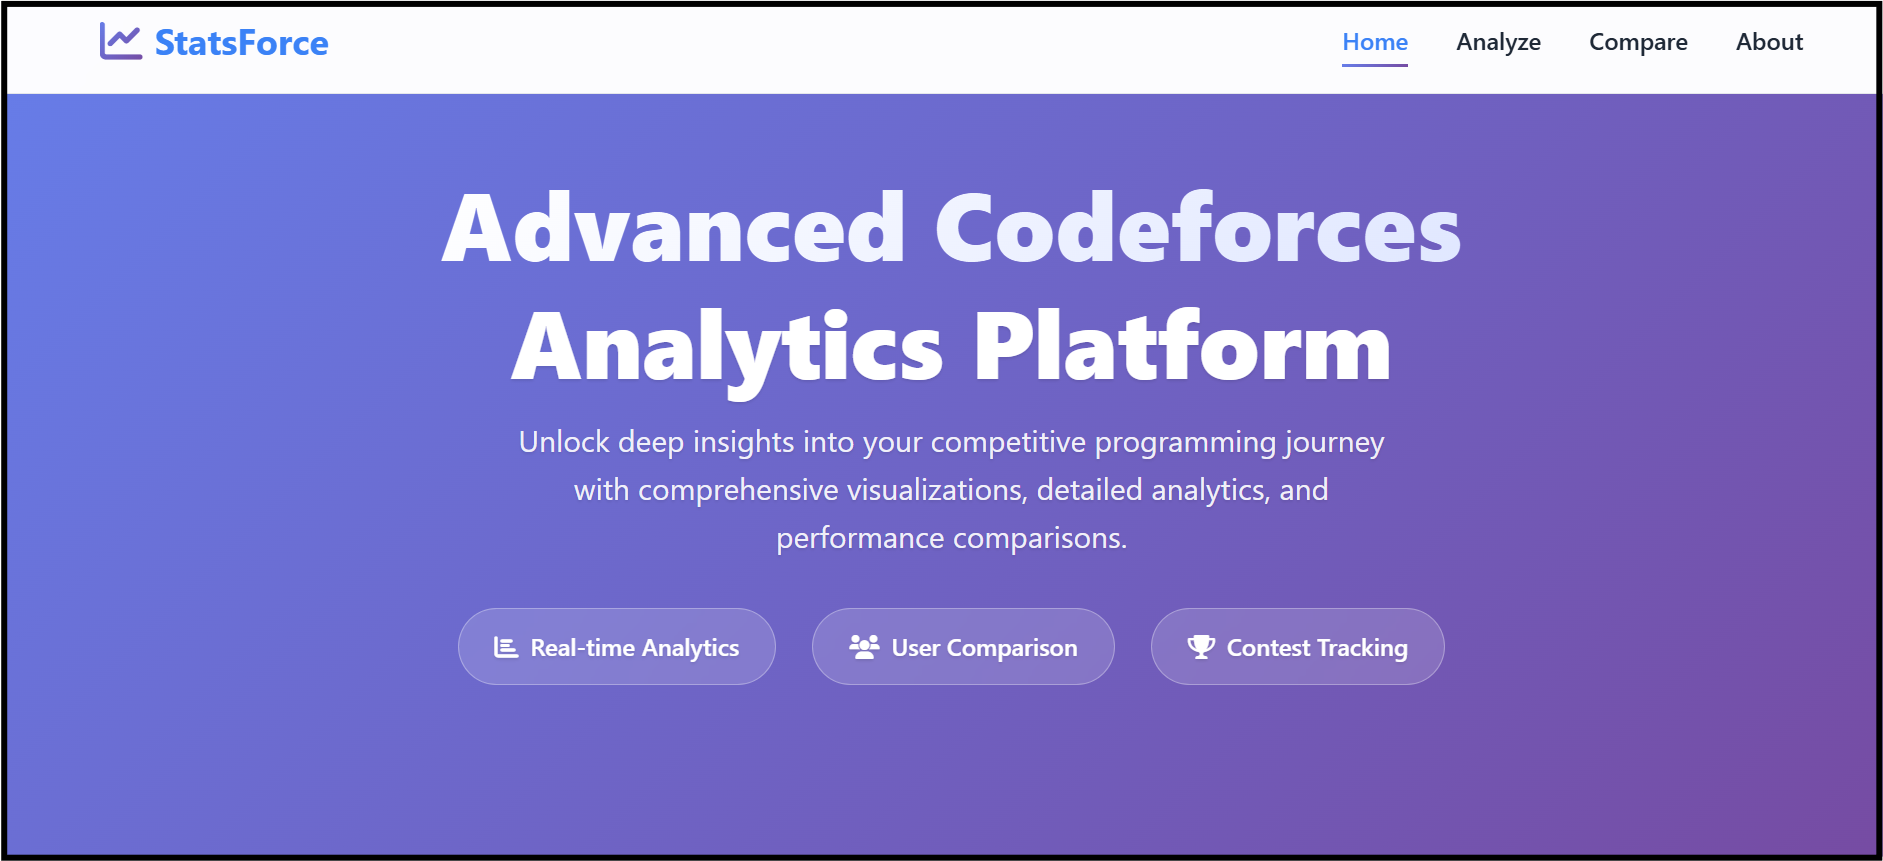 StatsForce
Home
Analyze
Compare
About
Advanced Codeforces
Analytics Platform
Unlock deep insights into your competitive programming journey
with comprehensive visualizations, detailed analytics, and
performance comparisons.
Real-time Analytics
User Comparison
Contest Tracking